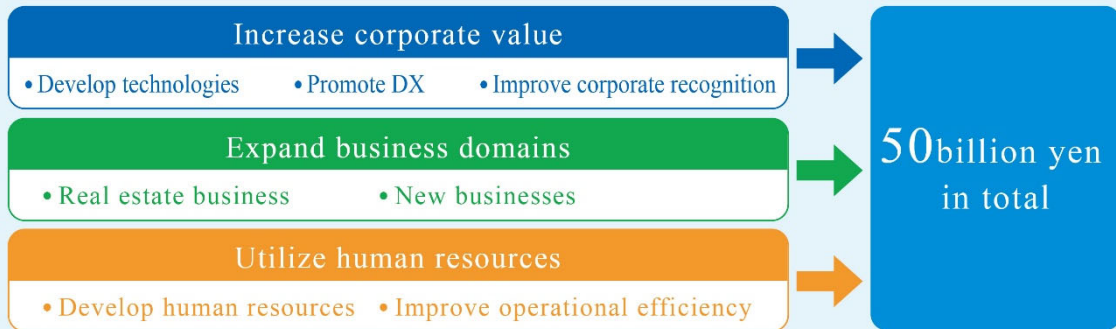 Increase corporate value
• Develop technologies • Promote DX • Improve corporate recognition
Expand business domains
• Real estate business • New businesses
Utilize human resources
• Develop human resources • Improve operational efficiency
50billion yen
in total